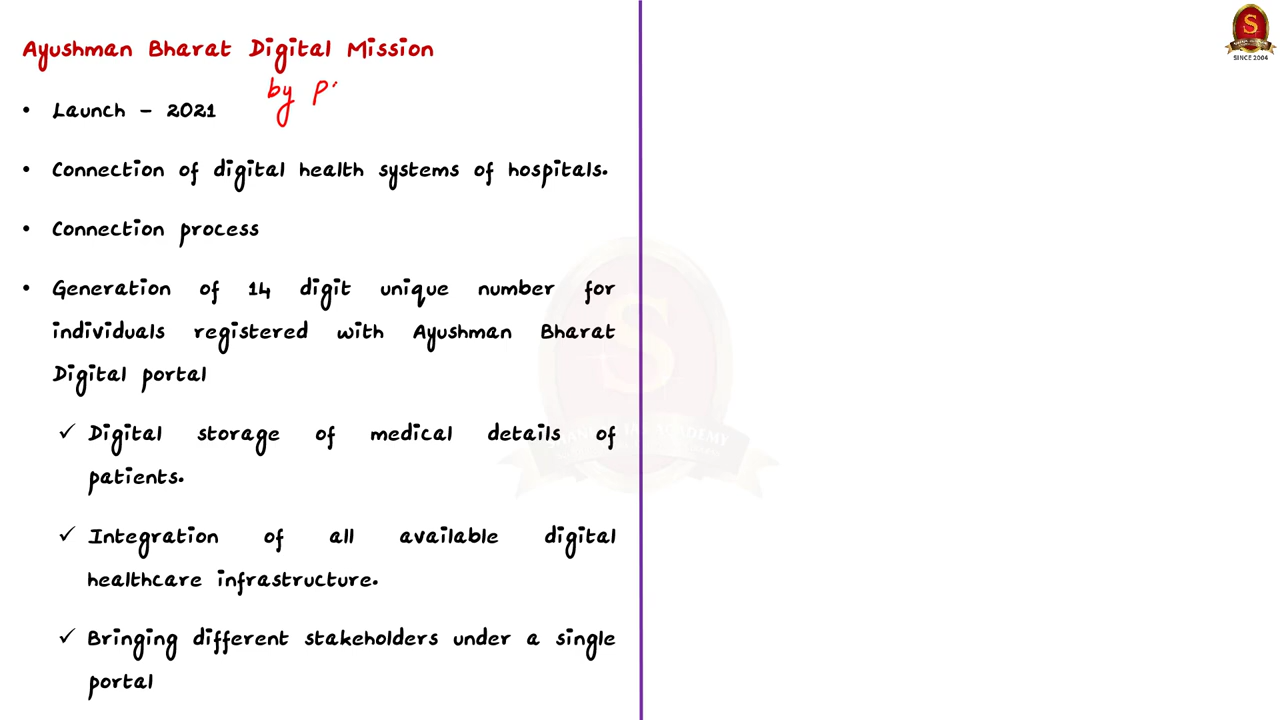 Ayushman Bharat Digital Mission
by p
• Launch - 2021
• Connection of digital health systems of hospitals.
• Connection process
• Generation of 14 digit unique number for
individuals registered with Ayushman Bharat
Digital portal
✓ Digital storage of medical details of
patients.
✓ Integration of all available digital
healthcare infrastructure.
✓ Bringing different stakeholders under a single
portal
S
SINCE 2004